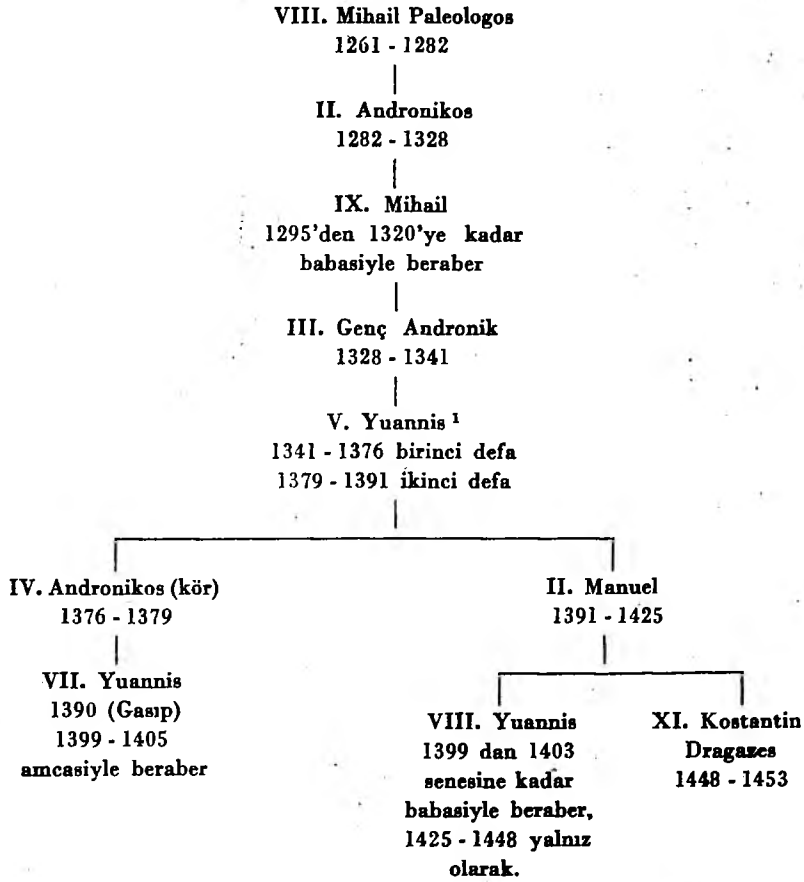 VIII. Mihail Paleologos
1261 - 1282
II. Andronikos
1282 - 1328
IX. Mihail
1295'den 1320'ye kadar
babasiyle beraber
III. Genç Andronik
1328 - 1341
V. Yuannis ¹
1341 - 1376 birinci defa
1379 - 1391 ikinci defa
IV. Andronikos (kör)
1376 - 1379
II. Manuel
1391 - 1425
VII. Yuannis
1390 (Gasıp)
1399 - 1405
amcasiyle beraber
VIII. Yuannis
1399 dan 1403
senesine kadar
babasiyle beraber,
1425 - 1448 yalnız
olarak.
XI. Kostantin
Dragazes
1448 - 1453